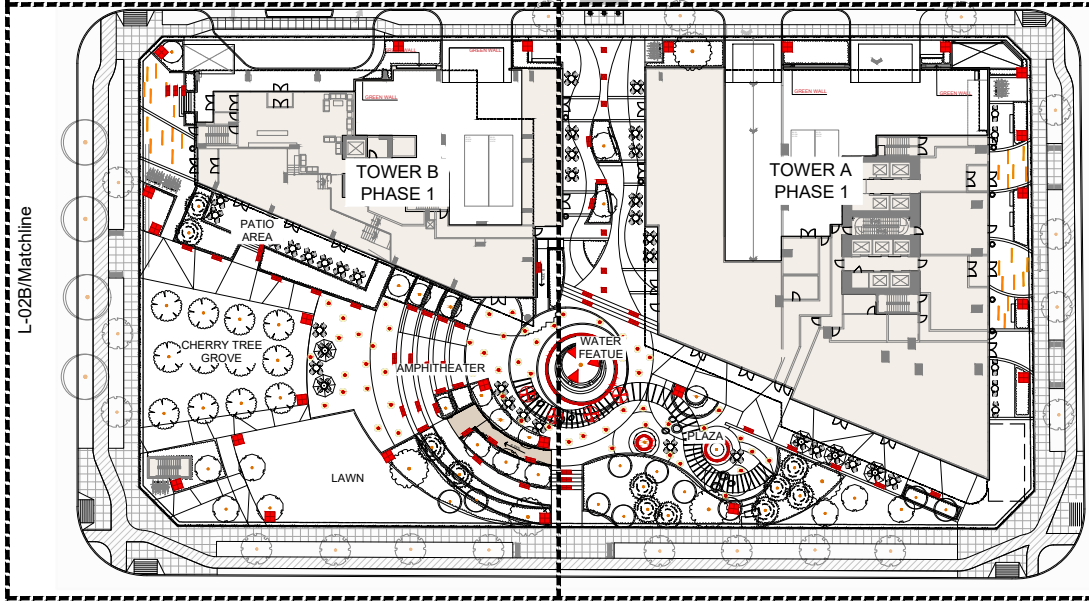 GREEN WALL
GREEN WALL
GREEN WALL
GREEN WALL
GREEN WALL
TOWER B
PHASE 1
TOWER A
PHASE 1
L-02B/Matchline
PATIO
AREA
CHERRY TREE
GROVE
WATER
FEATUE
AMPHITHEATER
PLAZA
LAWN